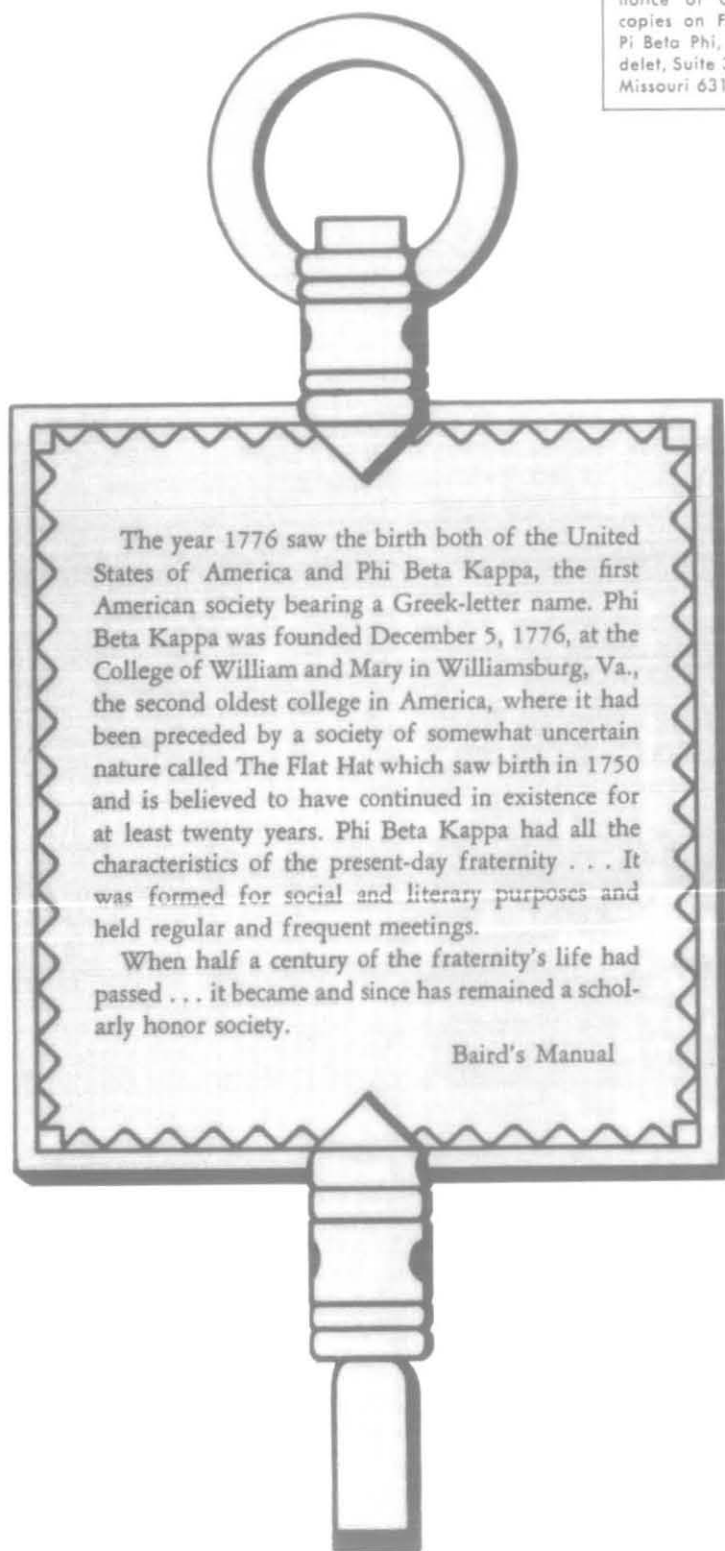 copies on F
Pi Beta Phi,
delet, Suite
Missouri 631
The year 1776 saw the birth both of the United
States of America and Phi Beta Kappa, the first
American society bearing a Greek-letter name. Phi
Beta Kappa was founded December 5, 1776, at the
College of William and Mary in Williamsburg, Va.,
the second oldest college in America, where it had
been preceded by a society of somewhat uncertain
nature called The Flat Hat which saw birth in 1750
and is believed to have continued in existence for
at least twenty years. Phi Beta Kappa had all the
characteristics of the present-day fraternity . . . It
was formed for social and literary purposes and
held regular and frequent meetings.
When half a century of the fraternity's life had
passed . . . it became and since has remained a schol-
arly honor society.
Baird's Manual